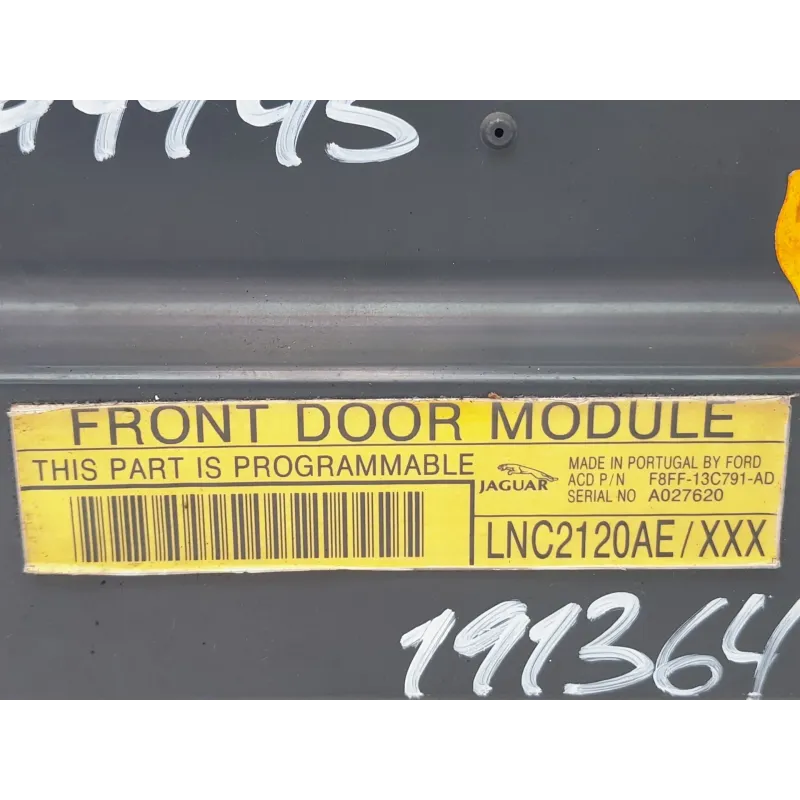 FRONT DOOR MODULE
THIS PART IS PROGRAMMABLE
JAGUAR
MADE IN PORTUGAL BY FORD
ACD P/N F8FF-13C791-AD
SERIAL NO A027620
LNC2120AE/XXX
191364